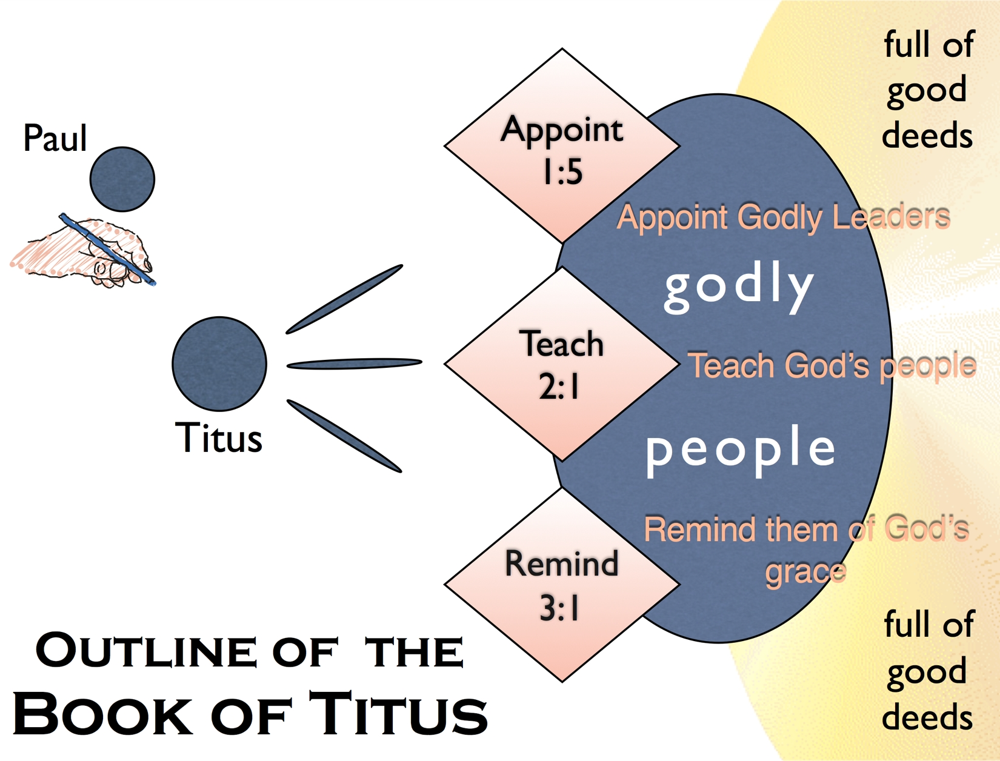 Paul
Titus
Appoint
1:5
Teach
2:1
Remind
3:1
Appoint Godly Leaders
godly
Teach God's people
people
Remind them of God's
grace
full of
good
deeds
full of
good
deeds
OUTLINE OF THE
BOOK OF TITUS